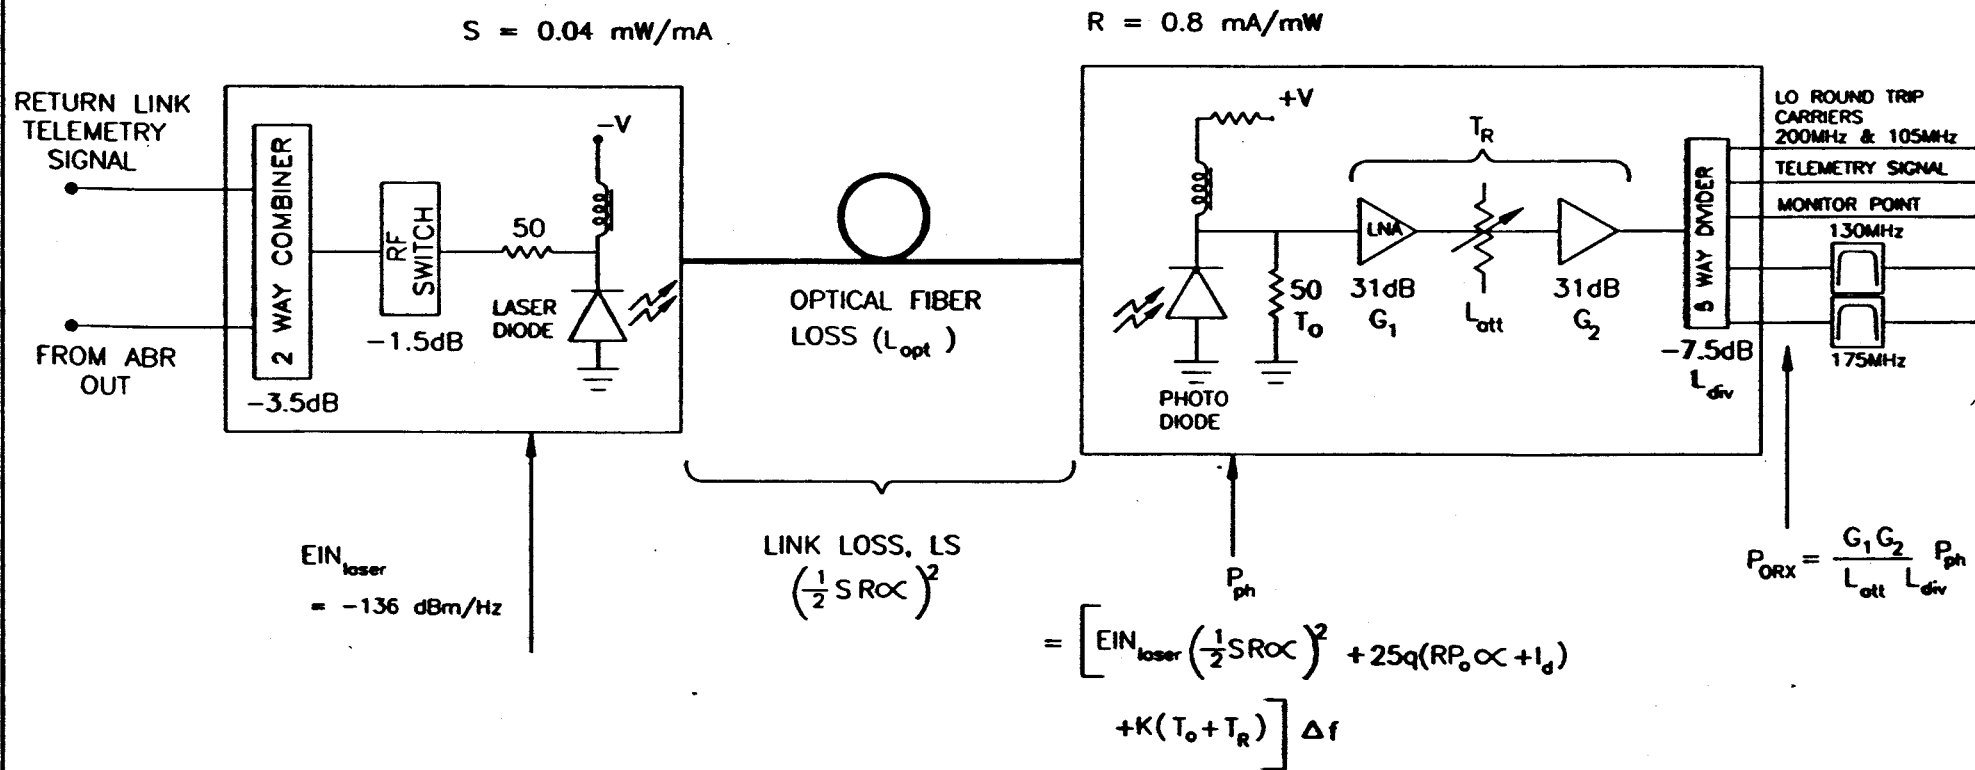 S = 0.04 mW/mA
R = 0.8 mA/mW
RETURN LINK
TELEMETRY
SIGNAL
FROM ABR
OUT
2 WAY COMBINER
-3.5dB
RF
SWITCH
-1.5dB
50
-V
LASER
DIODE
OPTICAL FIBER
LOSS (L_opt )
+V
PHOTO
DIODE
50
T_o
T_R
LNA
31dB
G_1
L_att
31dB
G_2
5 WAY DIVIDER
-7.5dB
L_div
LO ROUND TRIP
CARRIERS
200MHz & 105MHz
TELEMETRY SIGNAL
MONITOR POINT
130MHz
175MHz
EIN_laser
= -136 dBm/Hz
LINK LOSS, LS
(1/2 S R∝)^2
P_ph
= [EIN_laser (1/2 S R∝)^2 + 25q(RP_o ∝ + I_d)
+K(T_o + T_R)] Δf
P_ORX = G_1 G_2 / L_att L_div P_ph